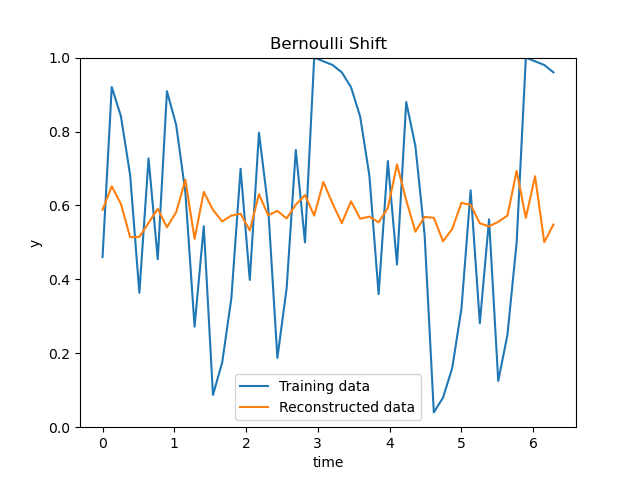 Bernoulli Shift
1.0
0.8
0.6
0.4
0.2
0.0
y
0 1 2 3 4 5 6
time
Training data
Reconstructed data